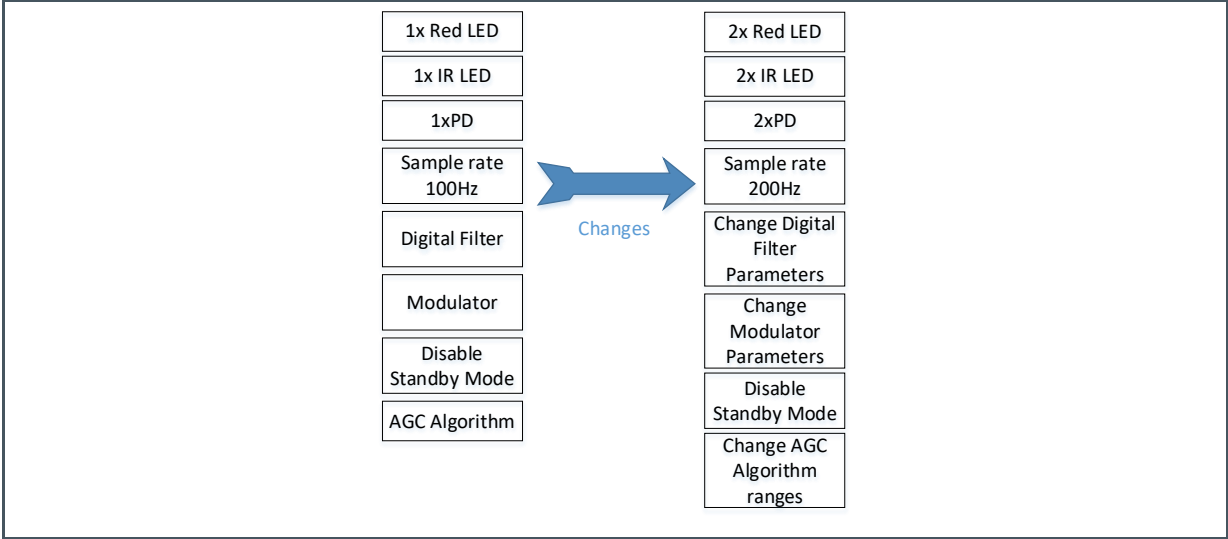 1x Red LED
1x IR LED
1xPD
Sample rate
100Hz
Digital Filter
Modulator
Disable
Standby Mode
AGC Algorithm
Changes
2x Red LED
2x IR LED
2xPD
Sample rate
200Hz
Change Digital
Filter
Parameters
Change
Modulator
Parameters
Disable
Standby Mode
Change AGC
Algorithm
ranges